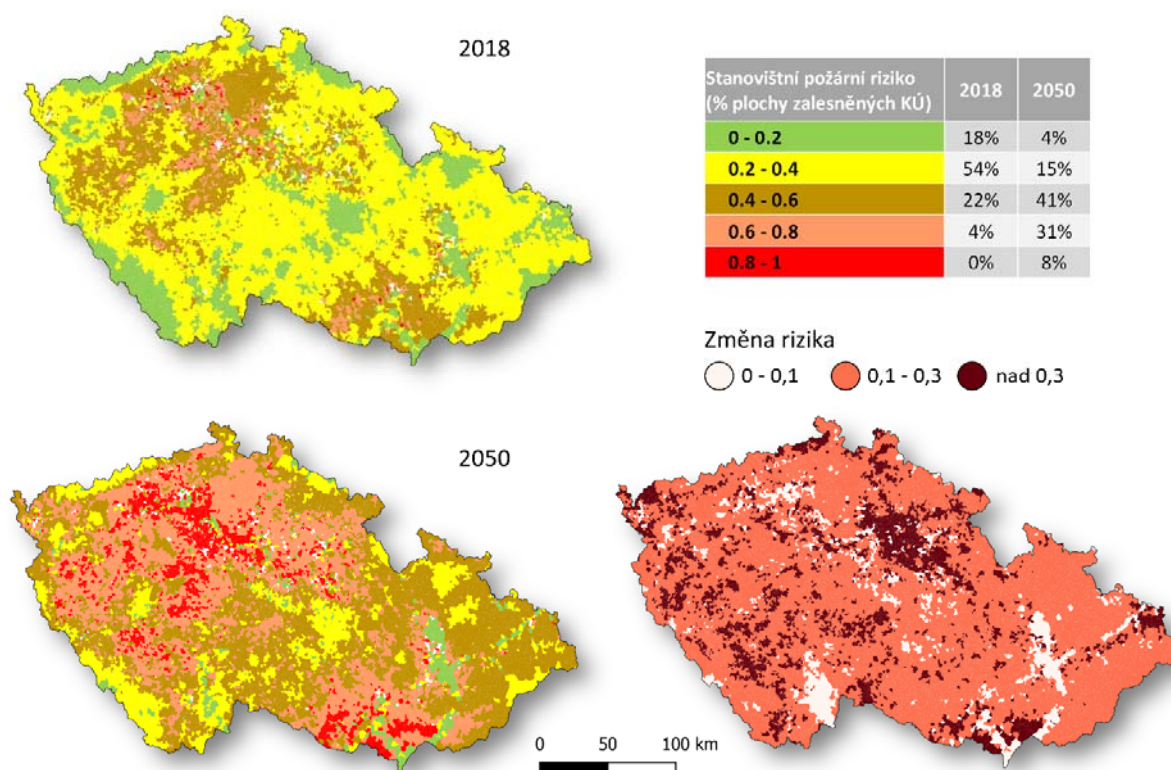 2018
Stanovištní požární riziko
(% plochy zalesněných KÚ)
2018
2050
0 - 0.2
18%
4%
0.2 - 0.4
54%
15%
0.4 - 0.6
22%
41%
0.6 - 0.8
4%
31%
0.8 - 1
0%
8%
Změna rizika
0 - 0,1
0,1 - 0,3
nad 0,3
2050
0
50
100 km